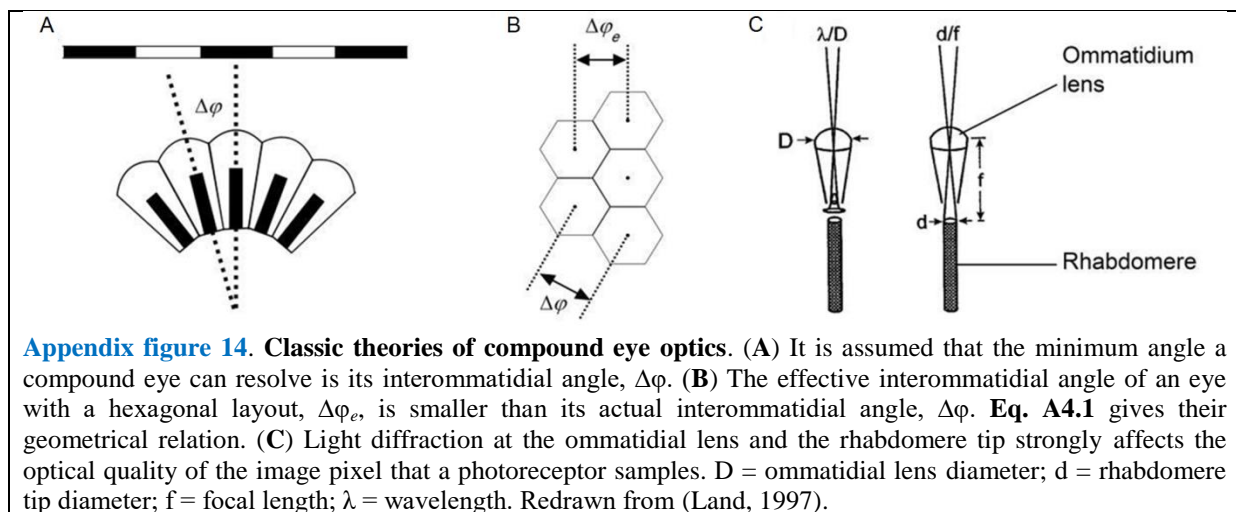 A
B
C
Δφ
Δφe
Δφ
λ/D
d/f
Ommatidium
lens
D
f
d
Rhabdomere
Appendix figure 14. Classic theories of compound eye optics. (A) It is assumed that the minimum angle a
compound eye can resolve is its interommatidial angle, Δφ. (B) The effective interommatidial angle of an eye
with a hexagonal layout, Δφe, is smaller than its actual interommatidial angle, Δφ. Eq. A4.1 gives their
geometrical relation. (C) Light diffraction at the ommatidial lens and the rhabdomere tip strongly affects the
optical quality of the image pixel that a photoreceptor samples. D = ommatidial lens diameter; d = rhabdomere
tip diameter; f = focal length; λ = wavelength. Redrawn from (Land, 1997).